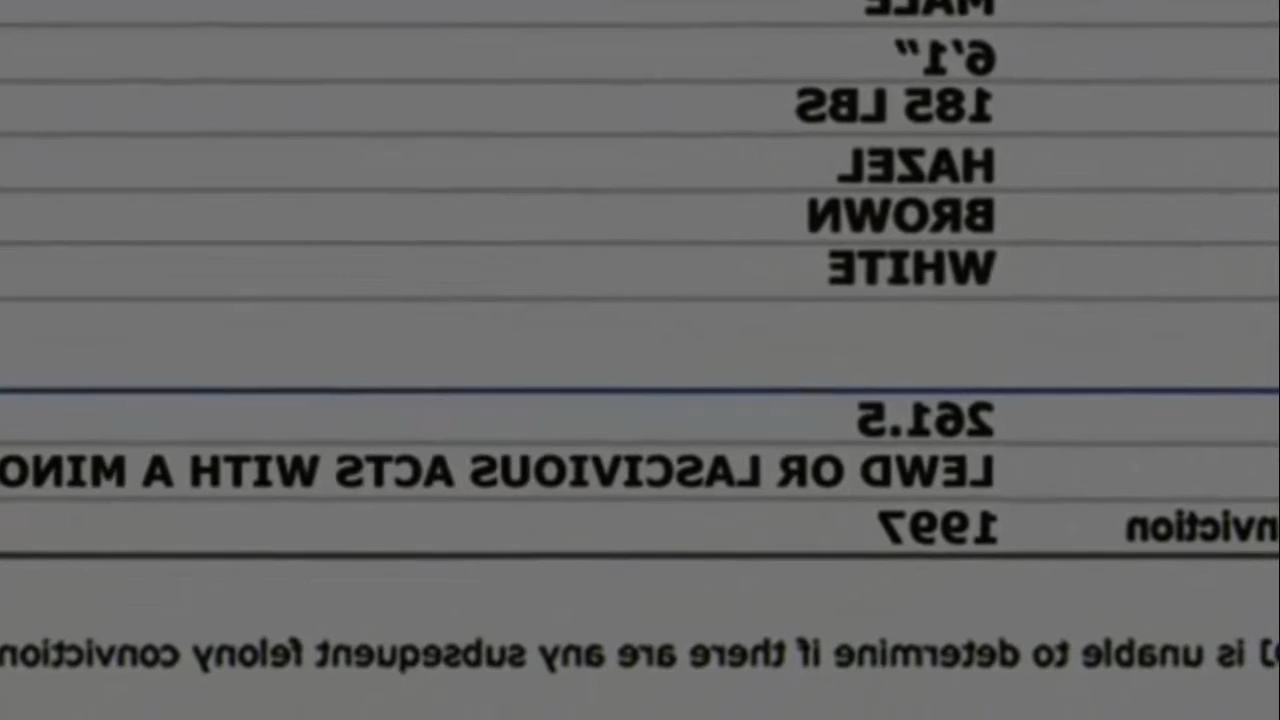 MALE
6'1"
185 LBS
HAZEL
BROWN
WHITE
261.5
LEWD OR LASCIVIOUS ACTS WITH A MINO
1997
nviction
is unable to determine if there are any subsequent felony conviction